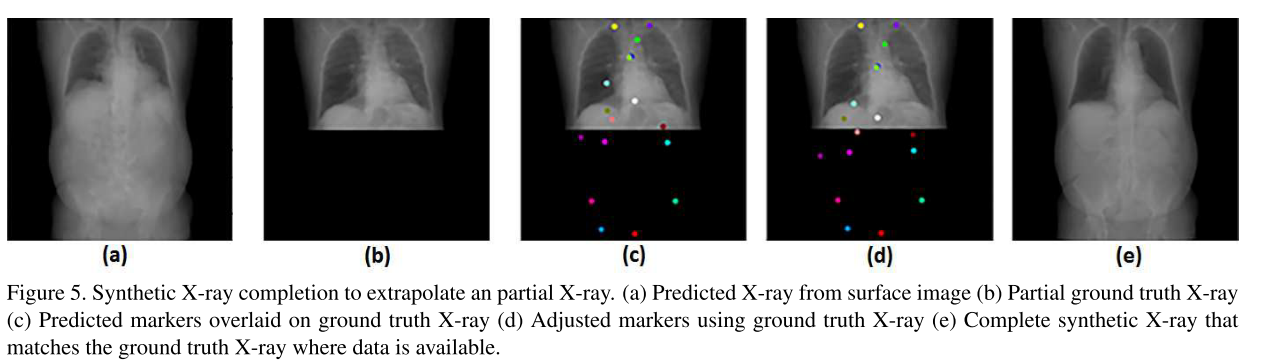 (a) (b) (c) (d) (e)
Figure 5. Synthetic X-ray completion to extrapolate an partial X-ray. (a) Predicted X-ray from surface image (b) Partial ground truth X-ray
(c) Predicted markers overlaid on ground truth X-ray (d) Adjusted markers using ground truth X-ray (e) Complete synthetic X-ray that
matches the ground truth X-ray where data is available.